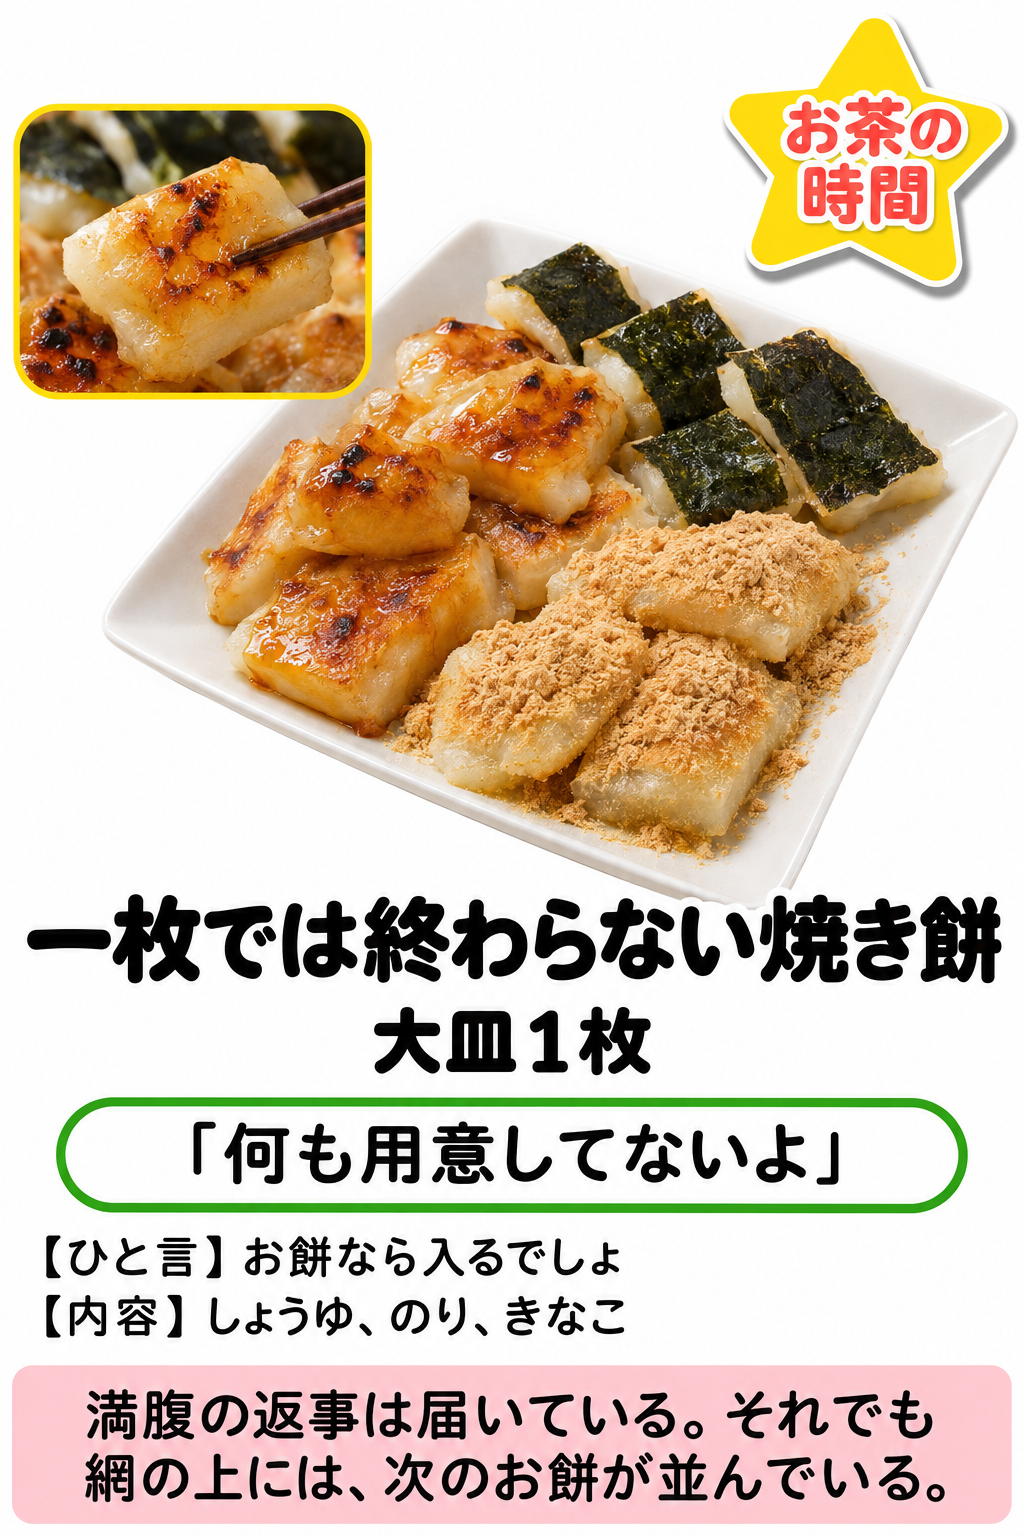 お茶の
時間
一枚では終わらない焼き餅
大皿1枚
「何も用意してないよ」
【ひと言】お餅なら入るでしょ
【内容】しょうゆ、のり、きなこ
満腹の返事は届いている。それでも
網の上には、次のお餅が並んでいる。